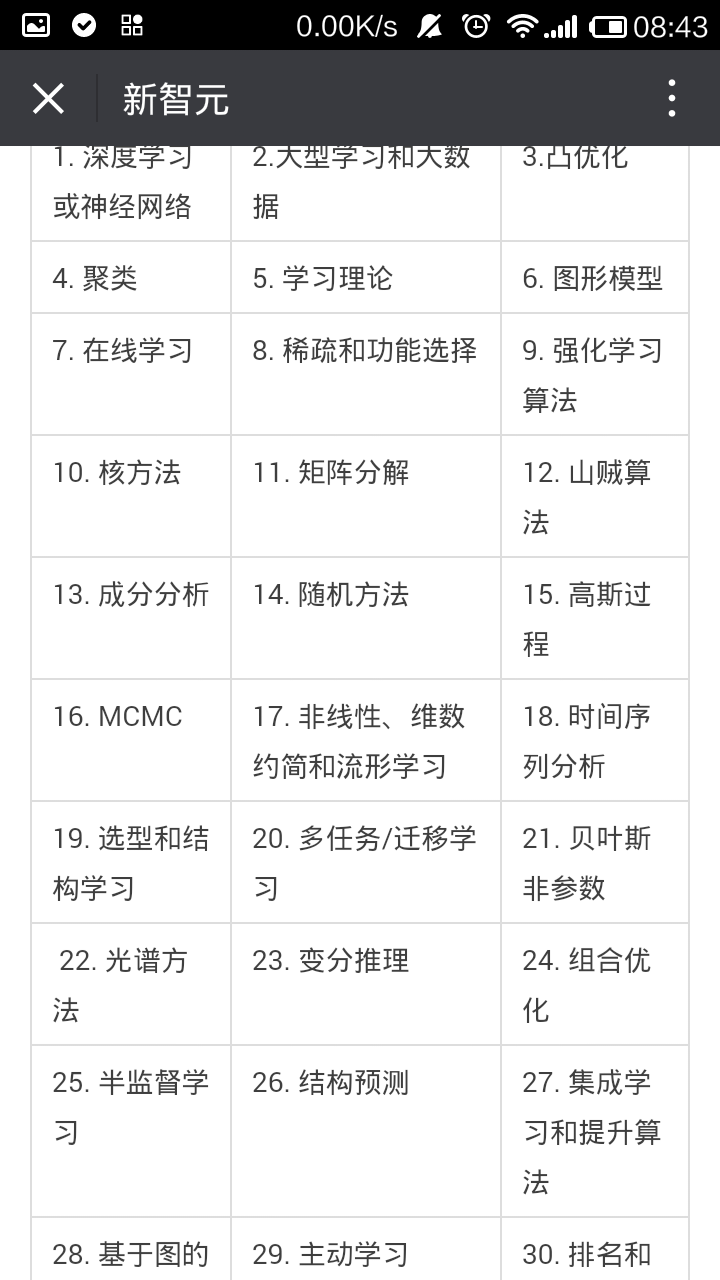 0.00K/s 08:43
新智元
1. 深度学习 2.大型学习和大数 3.凸优化
或神经网络 据
4. 聚类 5. 学习理论 6. 图形模型
7. 在线学习 8. 稀疏和功能选择 9. 强化学习
算法
10. 核方法 11. 矩阵分解 12. 山贼算
法
13. 成分分析 14. 随机方法 15. 高斯过
程
16. MCMC 17. 非线性、维数 18. 时间序
约简和流形学习 列分析
19. 选型和结 20. 多任务/迁移学 21. 贝叶斯
构学习 习 非参数
22. 光谱方 23. 变分推理 24. 组合优
法 化
25. 半监督学 26. 结构预测 27. 集成学
习 习和提升算
法
28. 基于图的 29. 主动学习 30. 排名和